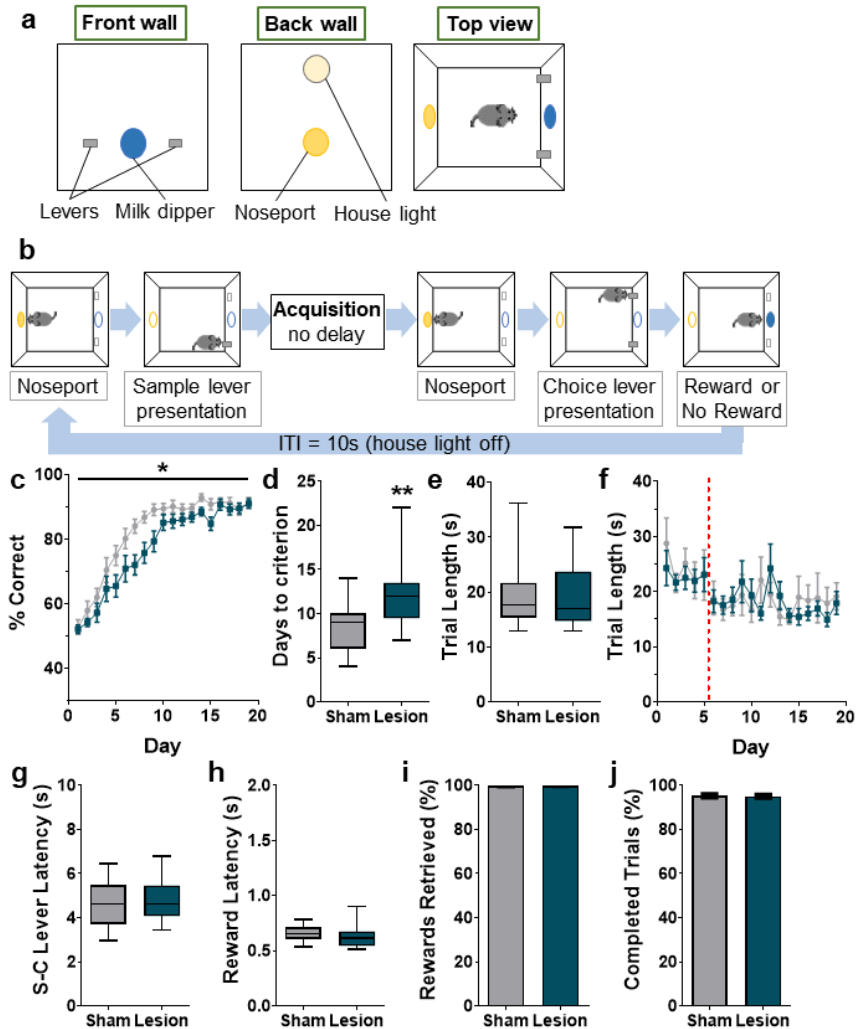 a
Front wall
Back wall
Top view
Levers
Milk dipper
Noseport
House light
b
Acquisition
no delay
Noseport
Sample lever
presentation
Noseport
Choice lever
presentation
Reward or
No Reward
ITI = 10s (house light off)
c
% Correct
100
80
60
40
*
0
5
10
15
20
Day
d
Days to criterion
25
20
15
10
5
0
**
Sham Lesion
e
Trial Length (s)
40
30
20
10
0
Sham Lesion
f
Trial Length (s)
40
30
20
10
0
0
5
10
15
20
Day
g
S-C Lever Latency (s)
10
8
6
4
2
0
Sham Lesion
h
Reward Latency (s)
2.0
1.5
1.0
0.5
0.0
Sham Lesion
i
Rewards Retrieved (%)
100
80
60
40
20
0
Sham Lesion
j
Completed Trials (%)
100
80
60
40
20
0
Sham Lesion